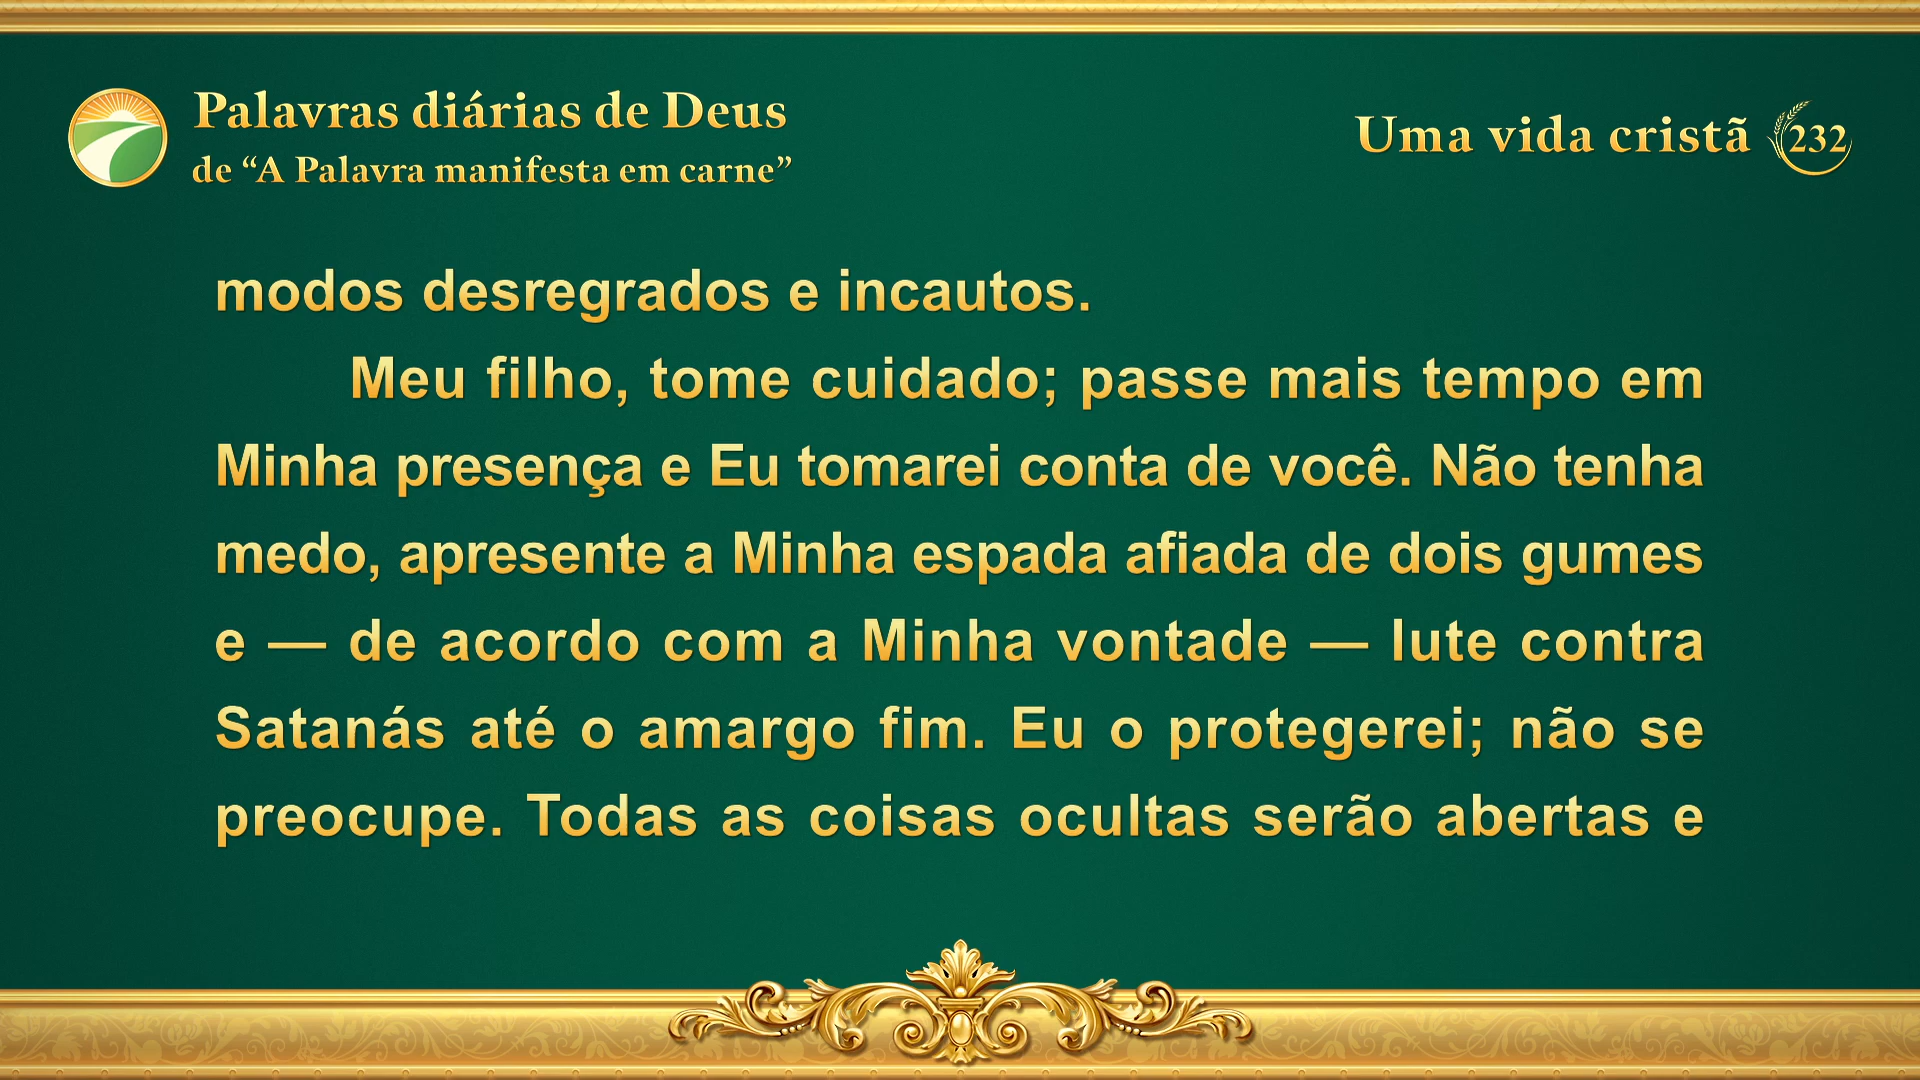 Palavras diárias de Deus
de “A Palavra manifesta em carne”
Uma vida cristã 232
modos desregrados e incautos.
Meu filho, tome cuidado; passe mais tempo em
Minha presença e Eu tomarei conta de você. Não tenha
medo, apresente a Minha espada afiada de dois gumes
e — de acordo com a Minha vontade — lute contra
Satanás até o amargo fim. Eu o protegerei; não se
preocupe. Todas as coisas ocultas serão abertas e